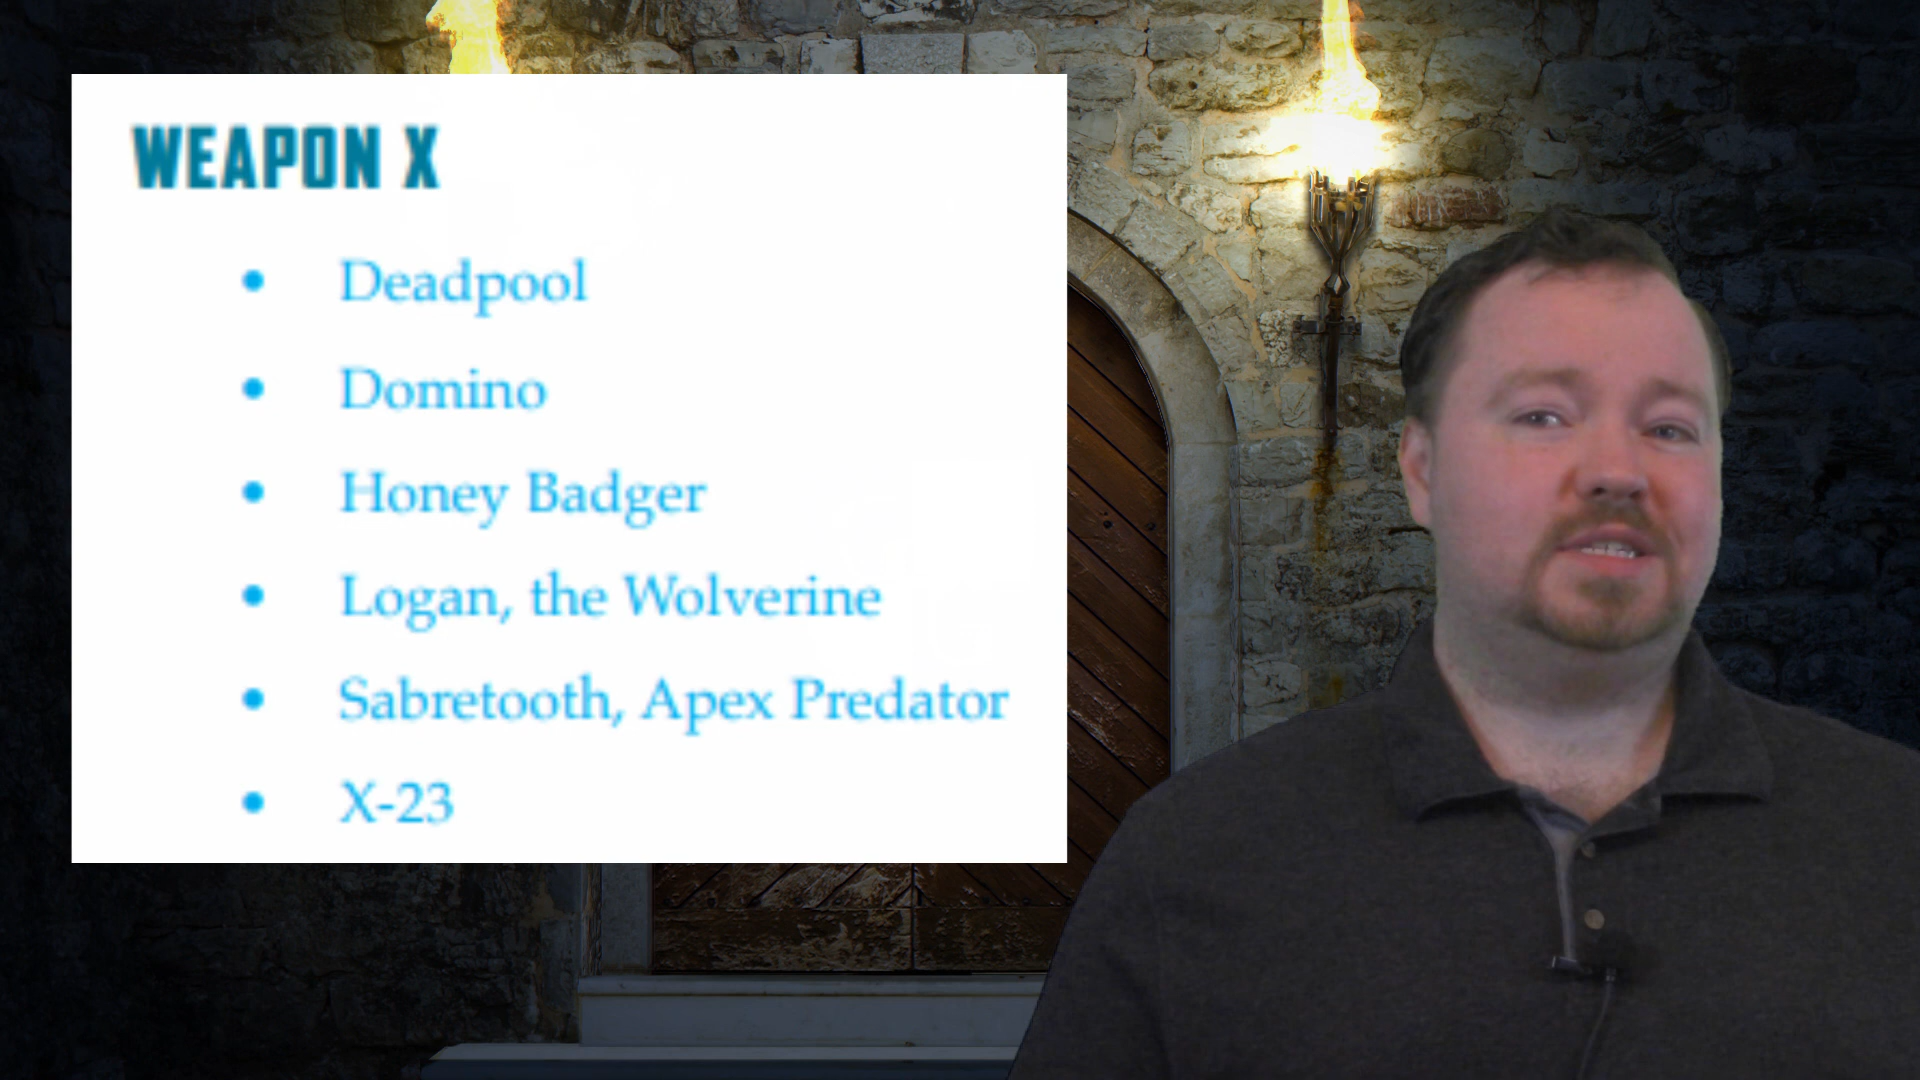 WEAPON X
• Deadpool
• Domino
• Honey Badger
• Logan, the Wolverine
• Sabretooth, Apex Predator
• X-23